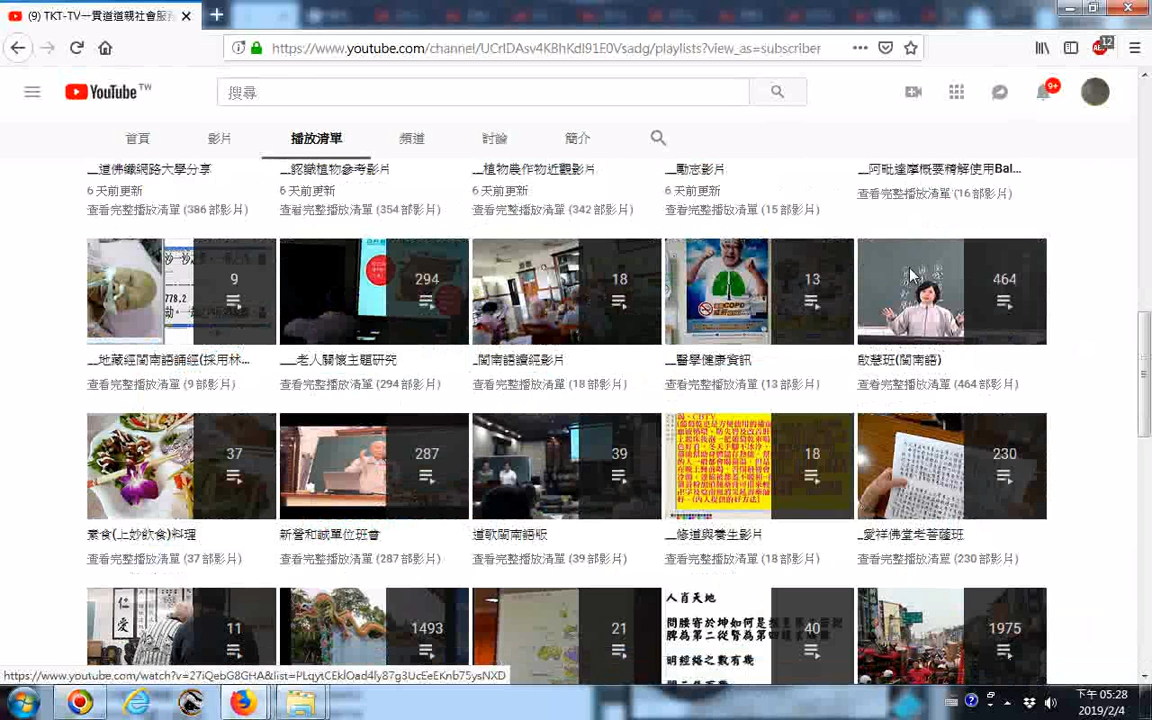 (9) TKT-TV一貫道道親社會服
https://www.youtube.com/channel/UCrIDAsv4KBhKdl91E0Vsadg/playlists?view_as=subscriber
12
YouTube TW
搜尋
9+
首頁 影片 播放清單 頻道 討論 簡介
__道佛鐵網路大學分享 __認識植物參考影片 __植物農作物近觀影片 __勵志影片 __阿毗達摩概要精解使用Bal...
6 天前更新 6 天前更新 6 天前更新 6 天前更新 查看完整播放清單 (16 部影片)
查看完整播放清單 (386 部影片) 查看完整播放清單 (354 部影片) 查看完整播放清單 (342 部影片) 查看完整播放清單 (15 部影片)
9 294 18 13 464
778.2
COPD
__地藏經閩南語誦經(採用林... ___老人關懷主題研究 _閩南語讀經影片 __醫學健康資訊 啟慧班(閩南語)
查看完整播放清單 (9 部影片) 查看完整播放清單 (294 部影片) 查看完整播放清單 (18 部影片) 查看完整播放清單 (13 部影片) 查看完整播放清單 (464 部影片)
37 287 39 18 230
素食(上妙飲食)料理 新營和誠單位班會 道歌閩南語版 __修道與養生影片 _愛祥佛堂老菩薩班
查看完整播放清單 (37 部影片) 查看完整播放清單 (287 部影片) 查看完整播放清單 (39 部影片) 查看完整播放清單 (18 部影片) 查看完整播放清單 (230 部影片)
仁愛
11 1493 21 40 1975
人肖天地
明經絡之數有幾
https://www.youtube.com/watch?v=27iQebG8GHA&list=PLqytCEklOad4ly87g3UcEeEKnb75ysNXD
下午 05:28
2019/2/4